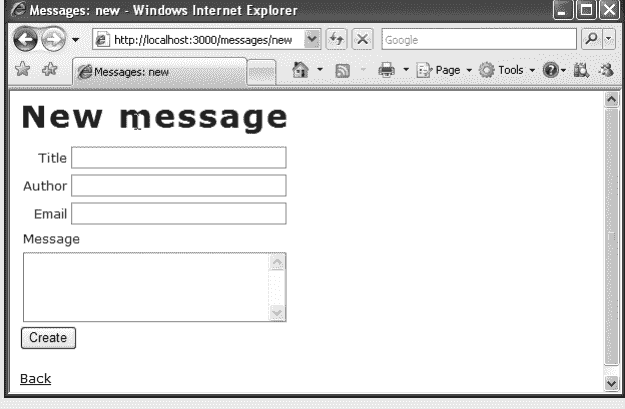 Messages: new - Windows Internet Explorer
http://localhost:3000/messages/new Google
Messages: new Page Tools
New message
Title
Author
Email
Message
Create
Back